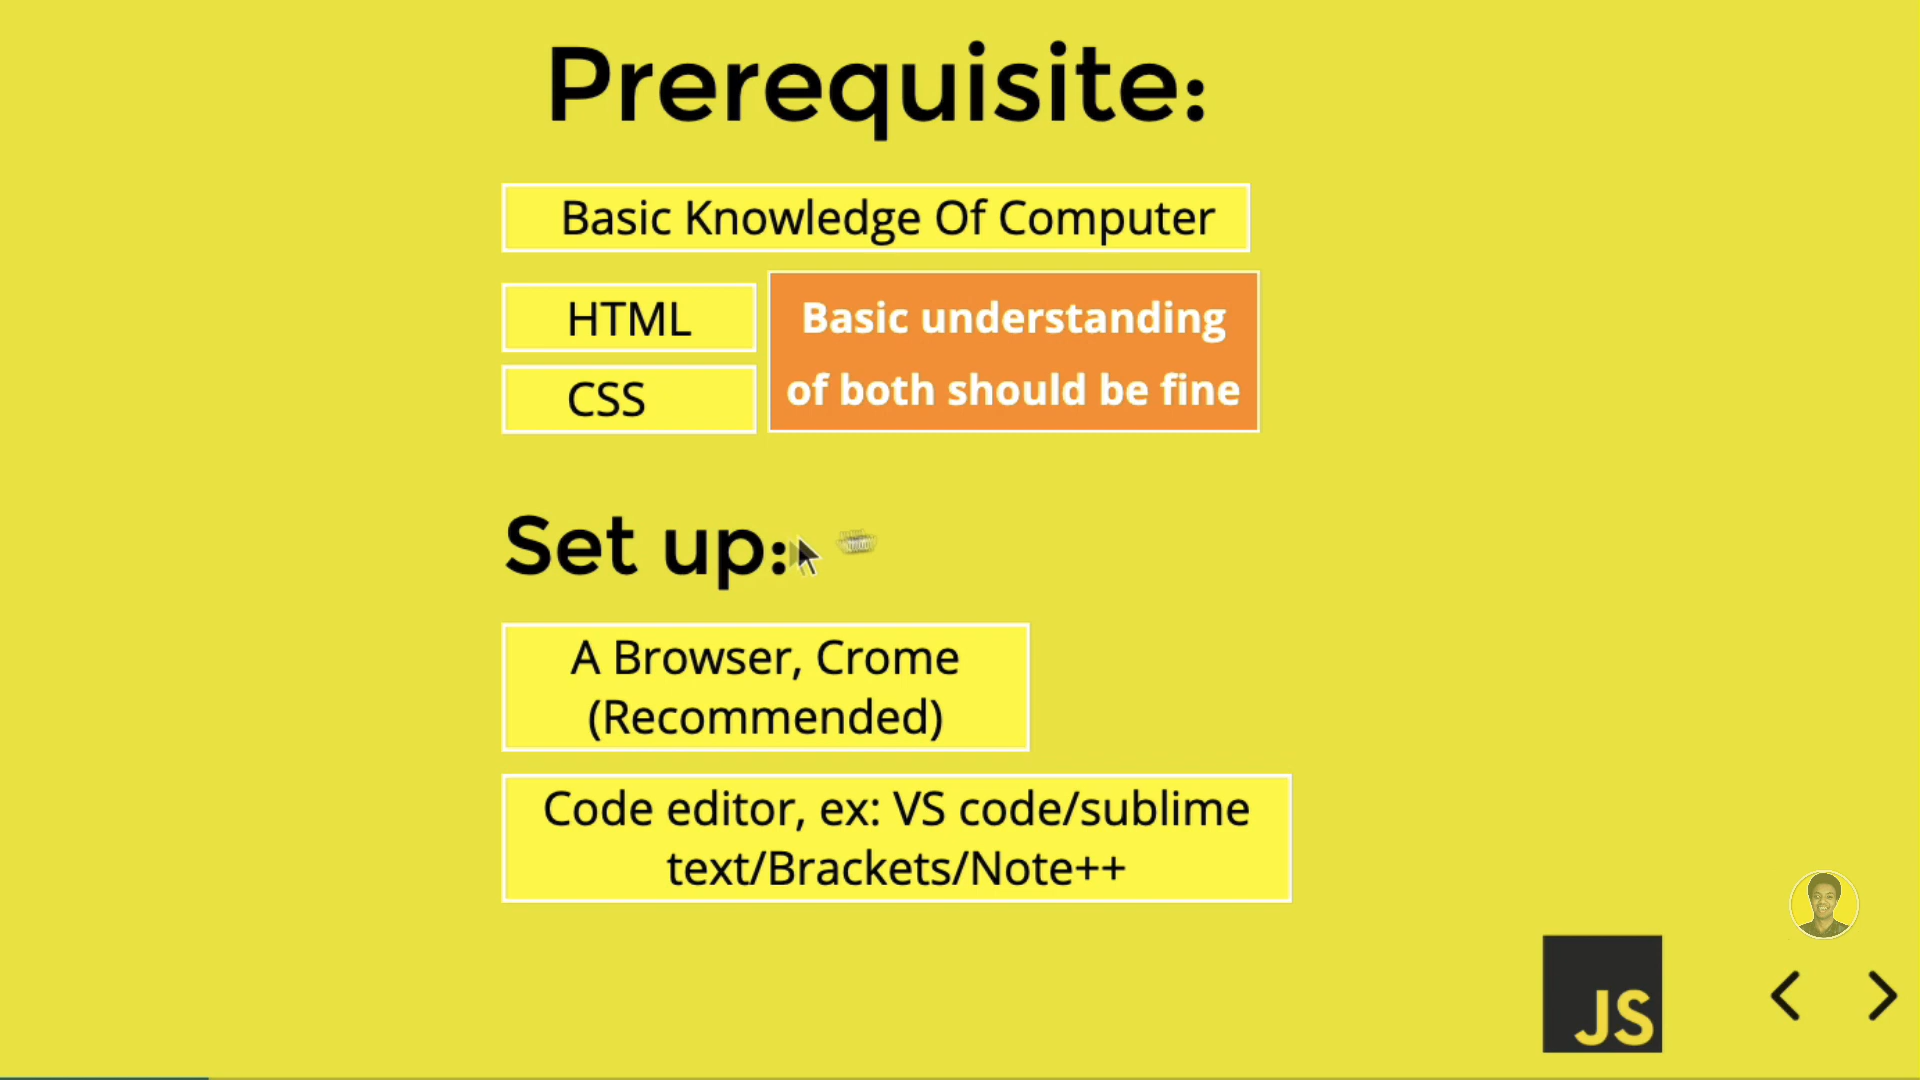 Prerequisite:
Basic Knowledge Of Computer
HTML
CSS
Basic understanding
of both should be fine
Set up:
A Browser, Crome
(Recommended)
Code editor, ex: VS code/sublime
text/Brackets/Note++
JS